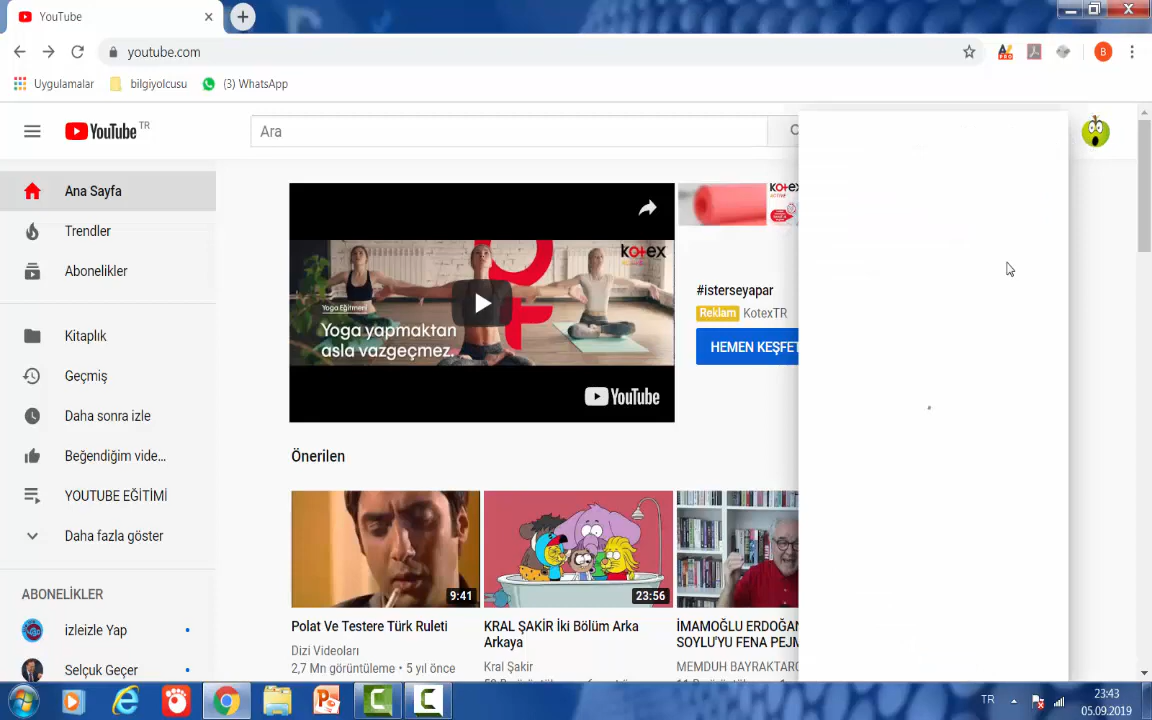 YouTube
youtube.com
B
Uygulamalar
bilgiyolcusu
(3) WhatsApp
YouTube TR
Ara
Ana Sayfa
Trendler
Abonelikler
Kitaplık
Geçmiş
Daha sonra izle
Beğendiğim vide...
YOUTUBE EĞİTİMİ
Daha fazla göster
ABONELİKLER
izleizle Yap
Selçuk Geçer
kotex
Yoga Eğitmeni
Yoga yapmaktan
asla vazgeçmez.
YouTube
#isterseyapar
Reklam KotexTR
HEMEN KEŞFET
Önerilen
9:41
23:56
Polat Ve Testere Türk Ruleti
Dizi Videoları
2,7 Mn görüntüleme • 5 yıl önce
KRAL ŞAKİR İki Bölüm Arka
Arkaya
Kral Şakir
İMAMOĞLU ERDOĞAN
SOYLU'YU FENA PEJM
MEMDUH BAYRAKTARO
TR
23:43
05.09.2019